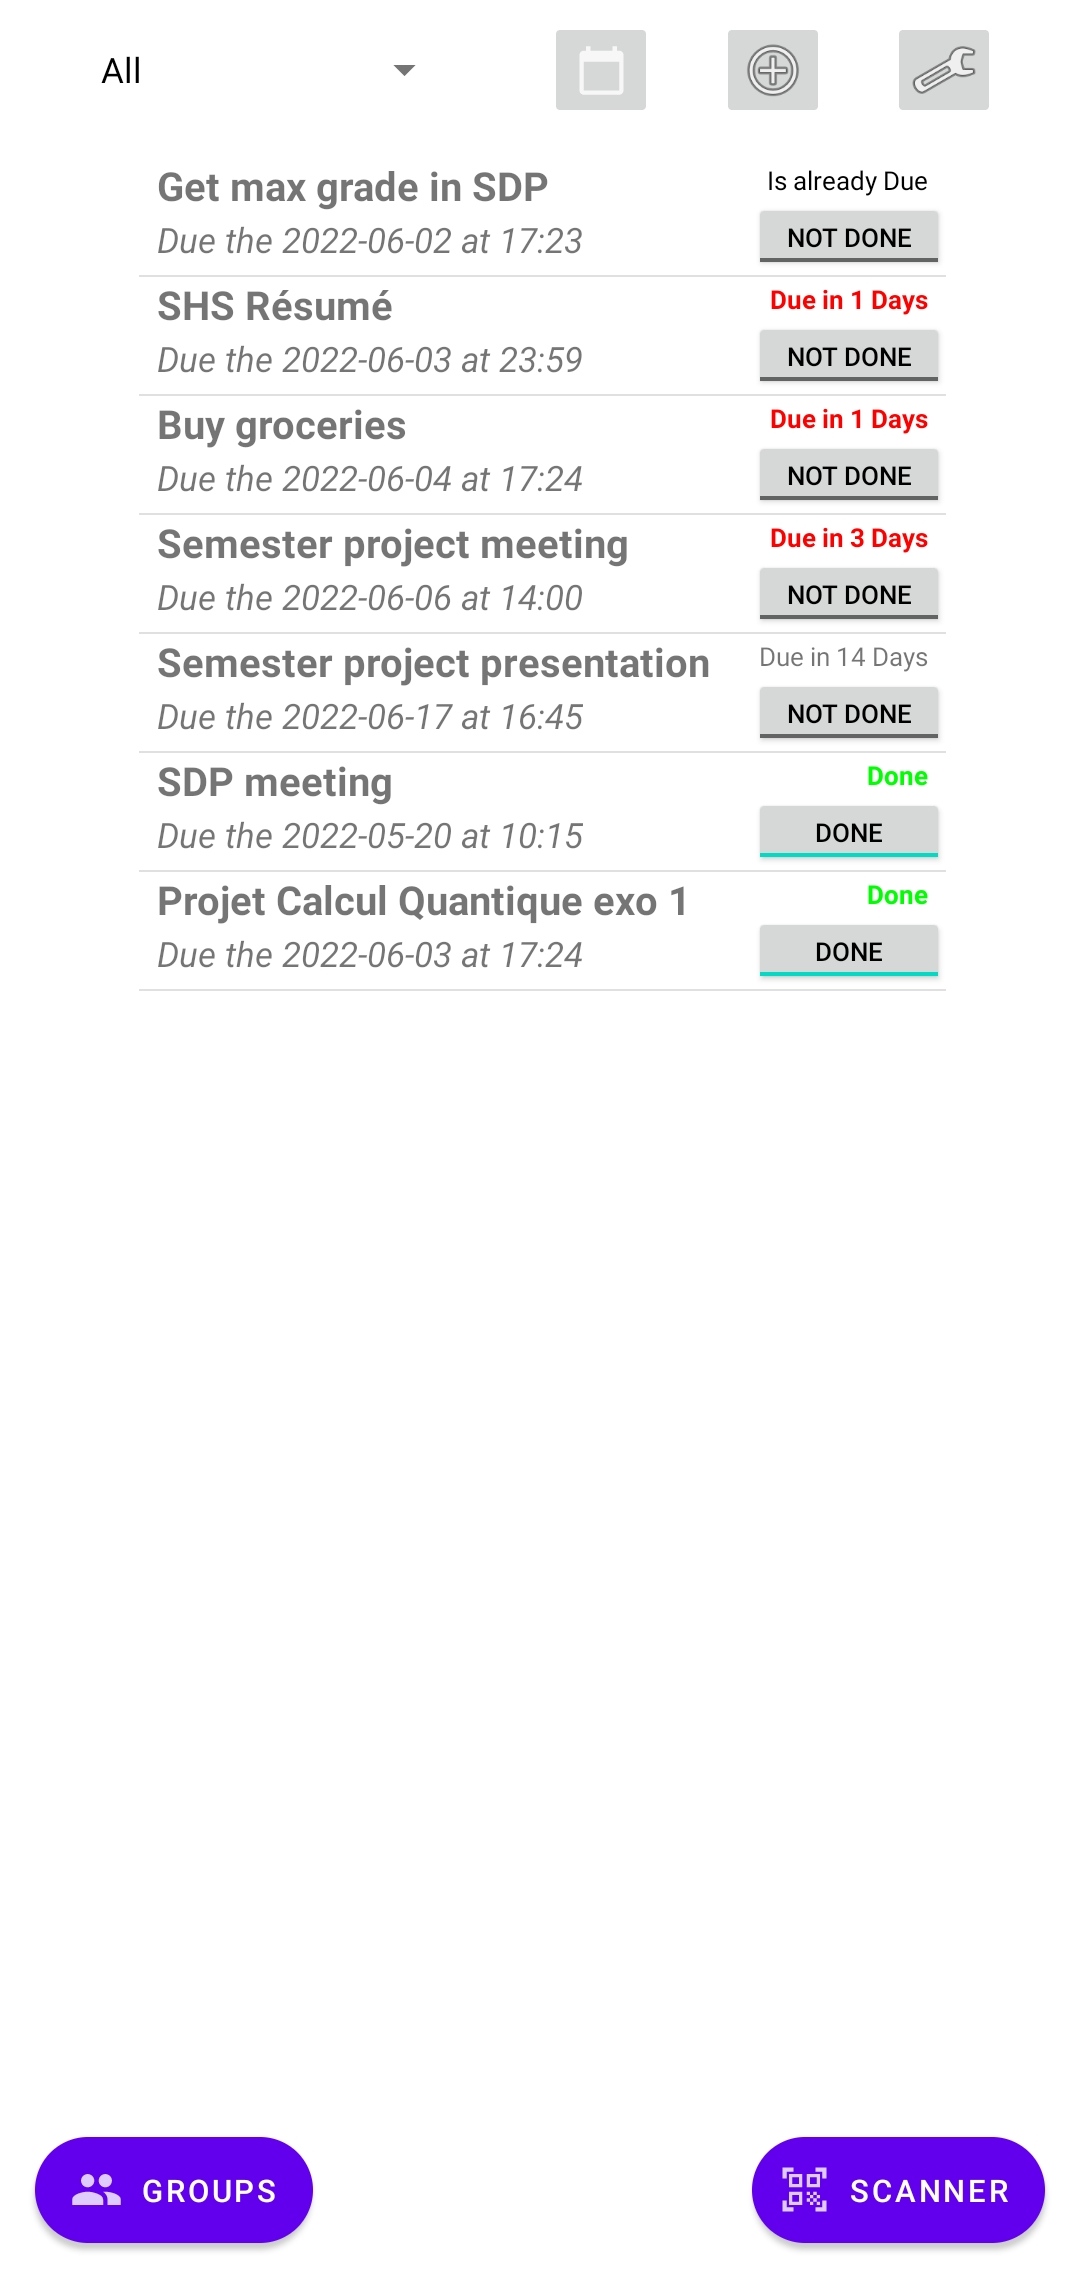 All
Get max grade in SDP
Is already Due
Due the 2022-06-02 at 17:23
NOT DONE
SHS Résumé
Due in 1 Days
Due the 2022-06-03 at 23:59
NOT DONE
Buy groceries
Due in 1 Days
Due the 2022-06-04 at 17:24
NOT DONE
Semester project meeting
Due in 3 Days
Due the 2022-06-06 at 14:00
NOT DONE
Semester project presentation
Due in 14 Days
Due the 2022-06-17 at 16:45
NOT DONE
SDP meeting
Done
Due the 2022-05-20 at 10:15
DONE
Projet Calcul Quantique exo 1
Done
Due the 2022-06-03 at 17:24
DONE
GROUPS
SCANNER